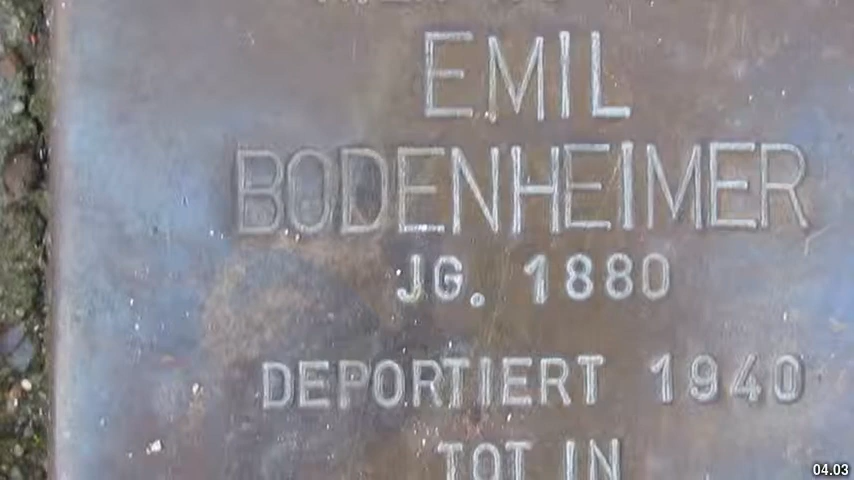 EMIL
BODENHEIMER
JG. 1880
DEPORTIERT 1940
TOT IN
04.03